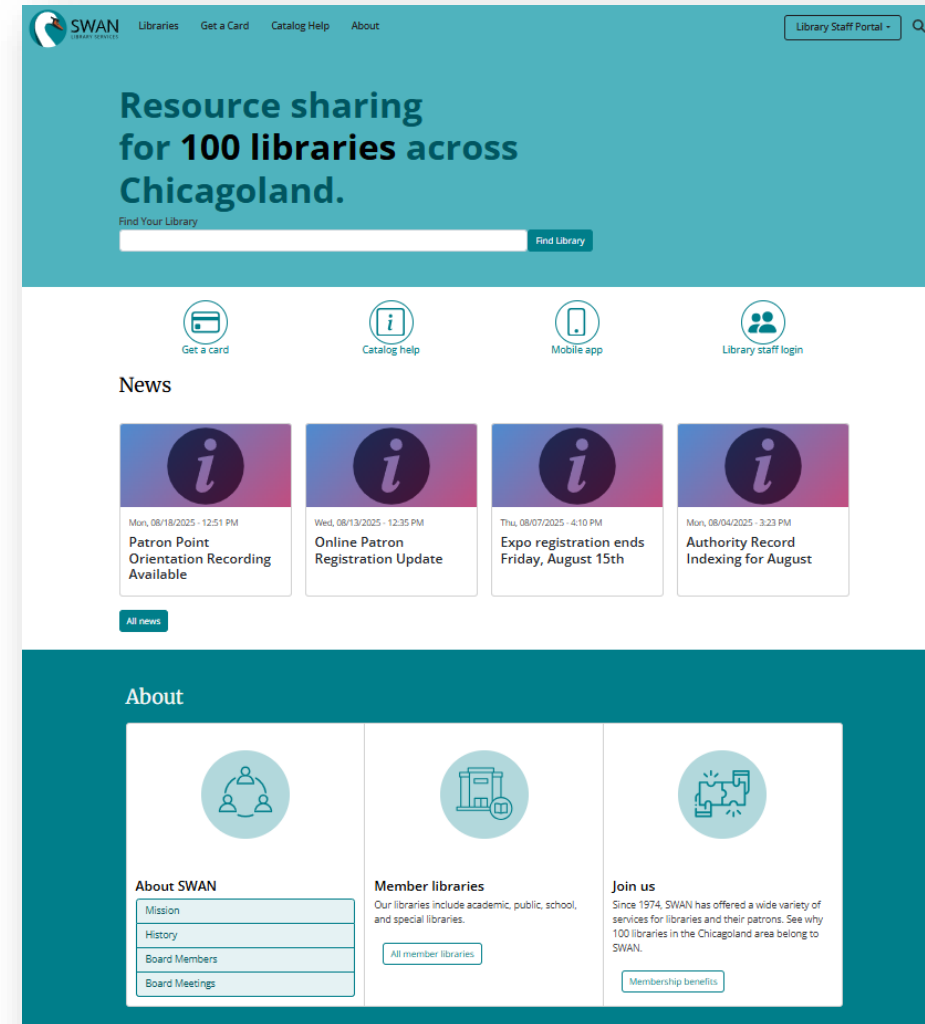 SWAN
LIBRARY SERVICES
Libraries
Get a Card
Catalog Help
About
Library Staff Portal
Resource sharing
for 100 libraries across
Chicagoland.
Find Your Library
Find Library
Get a card
Catalog help
Mobile app
Library staff login
News
Mon, 08/18/2025 - 12:51 PM
Patron Point
Orientation Recording
Available
Wed, 08/13/2025 - 12:35 PM
Online Patron
Registration Update
Thu, 08/07/2025 - 4:10 PM
Expo registration ends
Friday, August 15th
Mon, 08/04/2025 - 3:23 PM
Authority Record
Indexing for August
All news
About
About SWAN
Mission
History
Board Members
Board Meetings
Member libraries
Our libraries include academic, public, school,
and special libraries.
All member libraries
Join us
Since 1974, SWAN has offered a wide variety of
services for libraries and their patrons. See why
100 libraries in the Chicagoland area belong to
SWAN.
Membership benefits